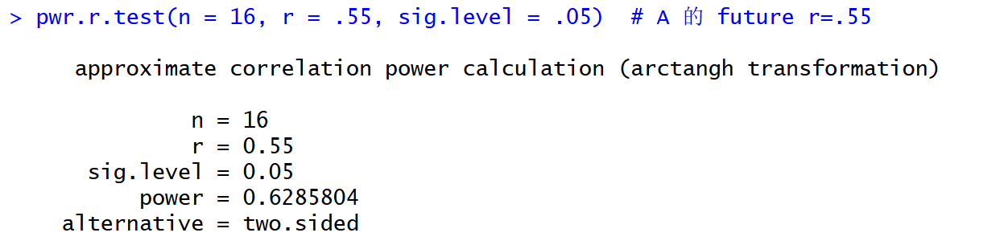 > pwr.r.test(n = 16, r = .55, sig.level = .05)  # A 的 future r=.55
approximate correlation power calculation (arctangh transformation)
n = 16
r = 0.55
sig.level = 0.05
power = 0.6285804
alternative = two.sided